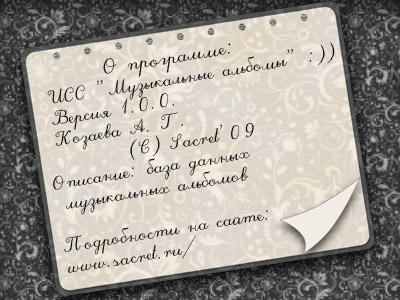 О программе:
ИСС "Музыкальные альбомы" :))
Версия 1.0.0.
Козаева А. Г.
(C) Sacret' 09
Описание: база данных
музыкальных альбомов
Подробности на сайте:
www.sacret.ru/